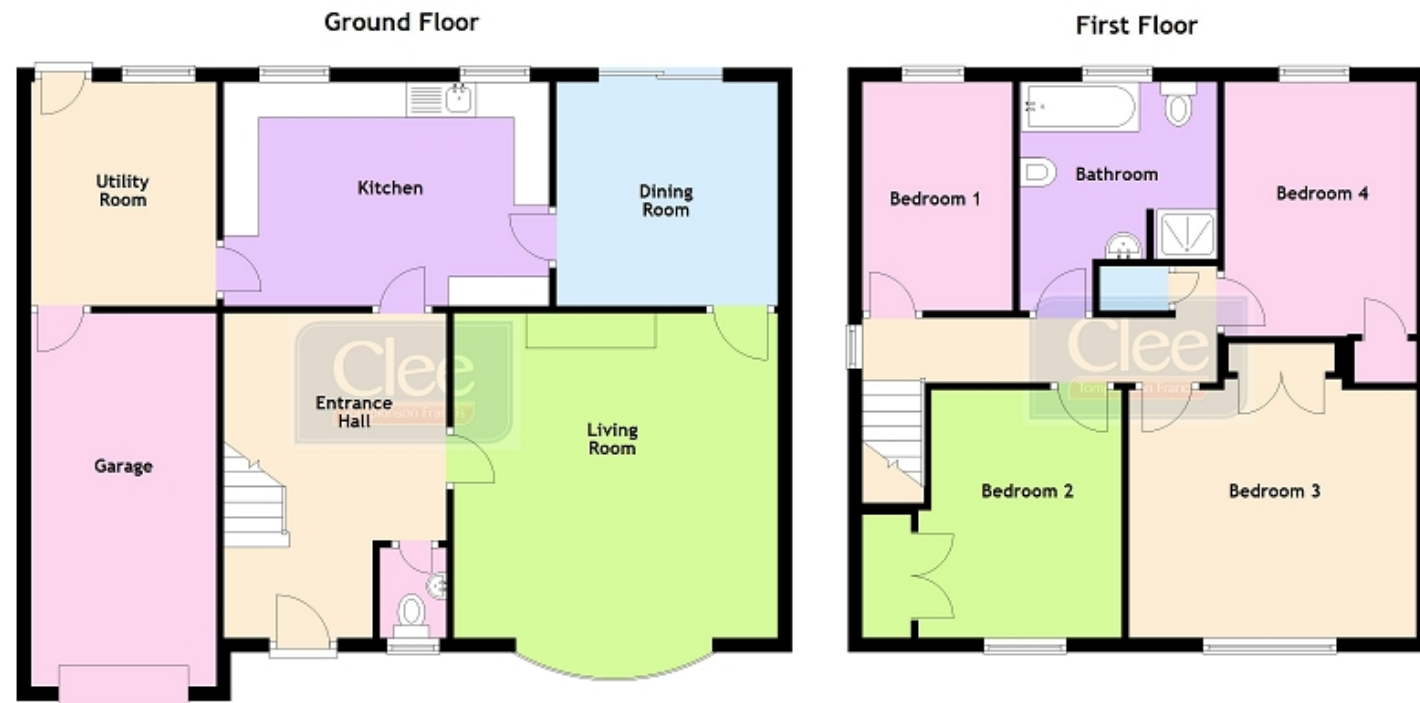 Ground Floor
First Floor
Utility
Room
Kitchen
Dining
Room
Garage
Entrance
Hall
Living
Room
Clee
Bedroom 1
Bathroom
Bedroom 4
Clee
Bedroom 2
Bedroom 3